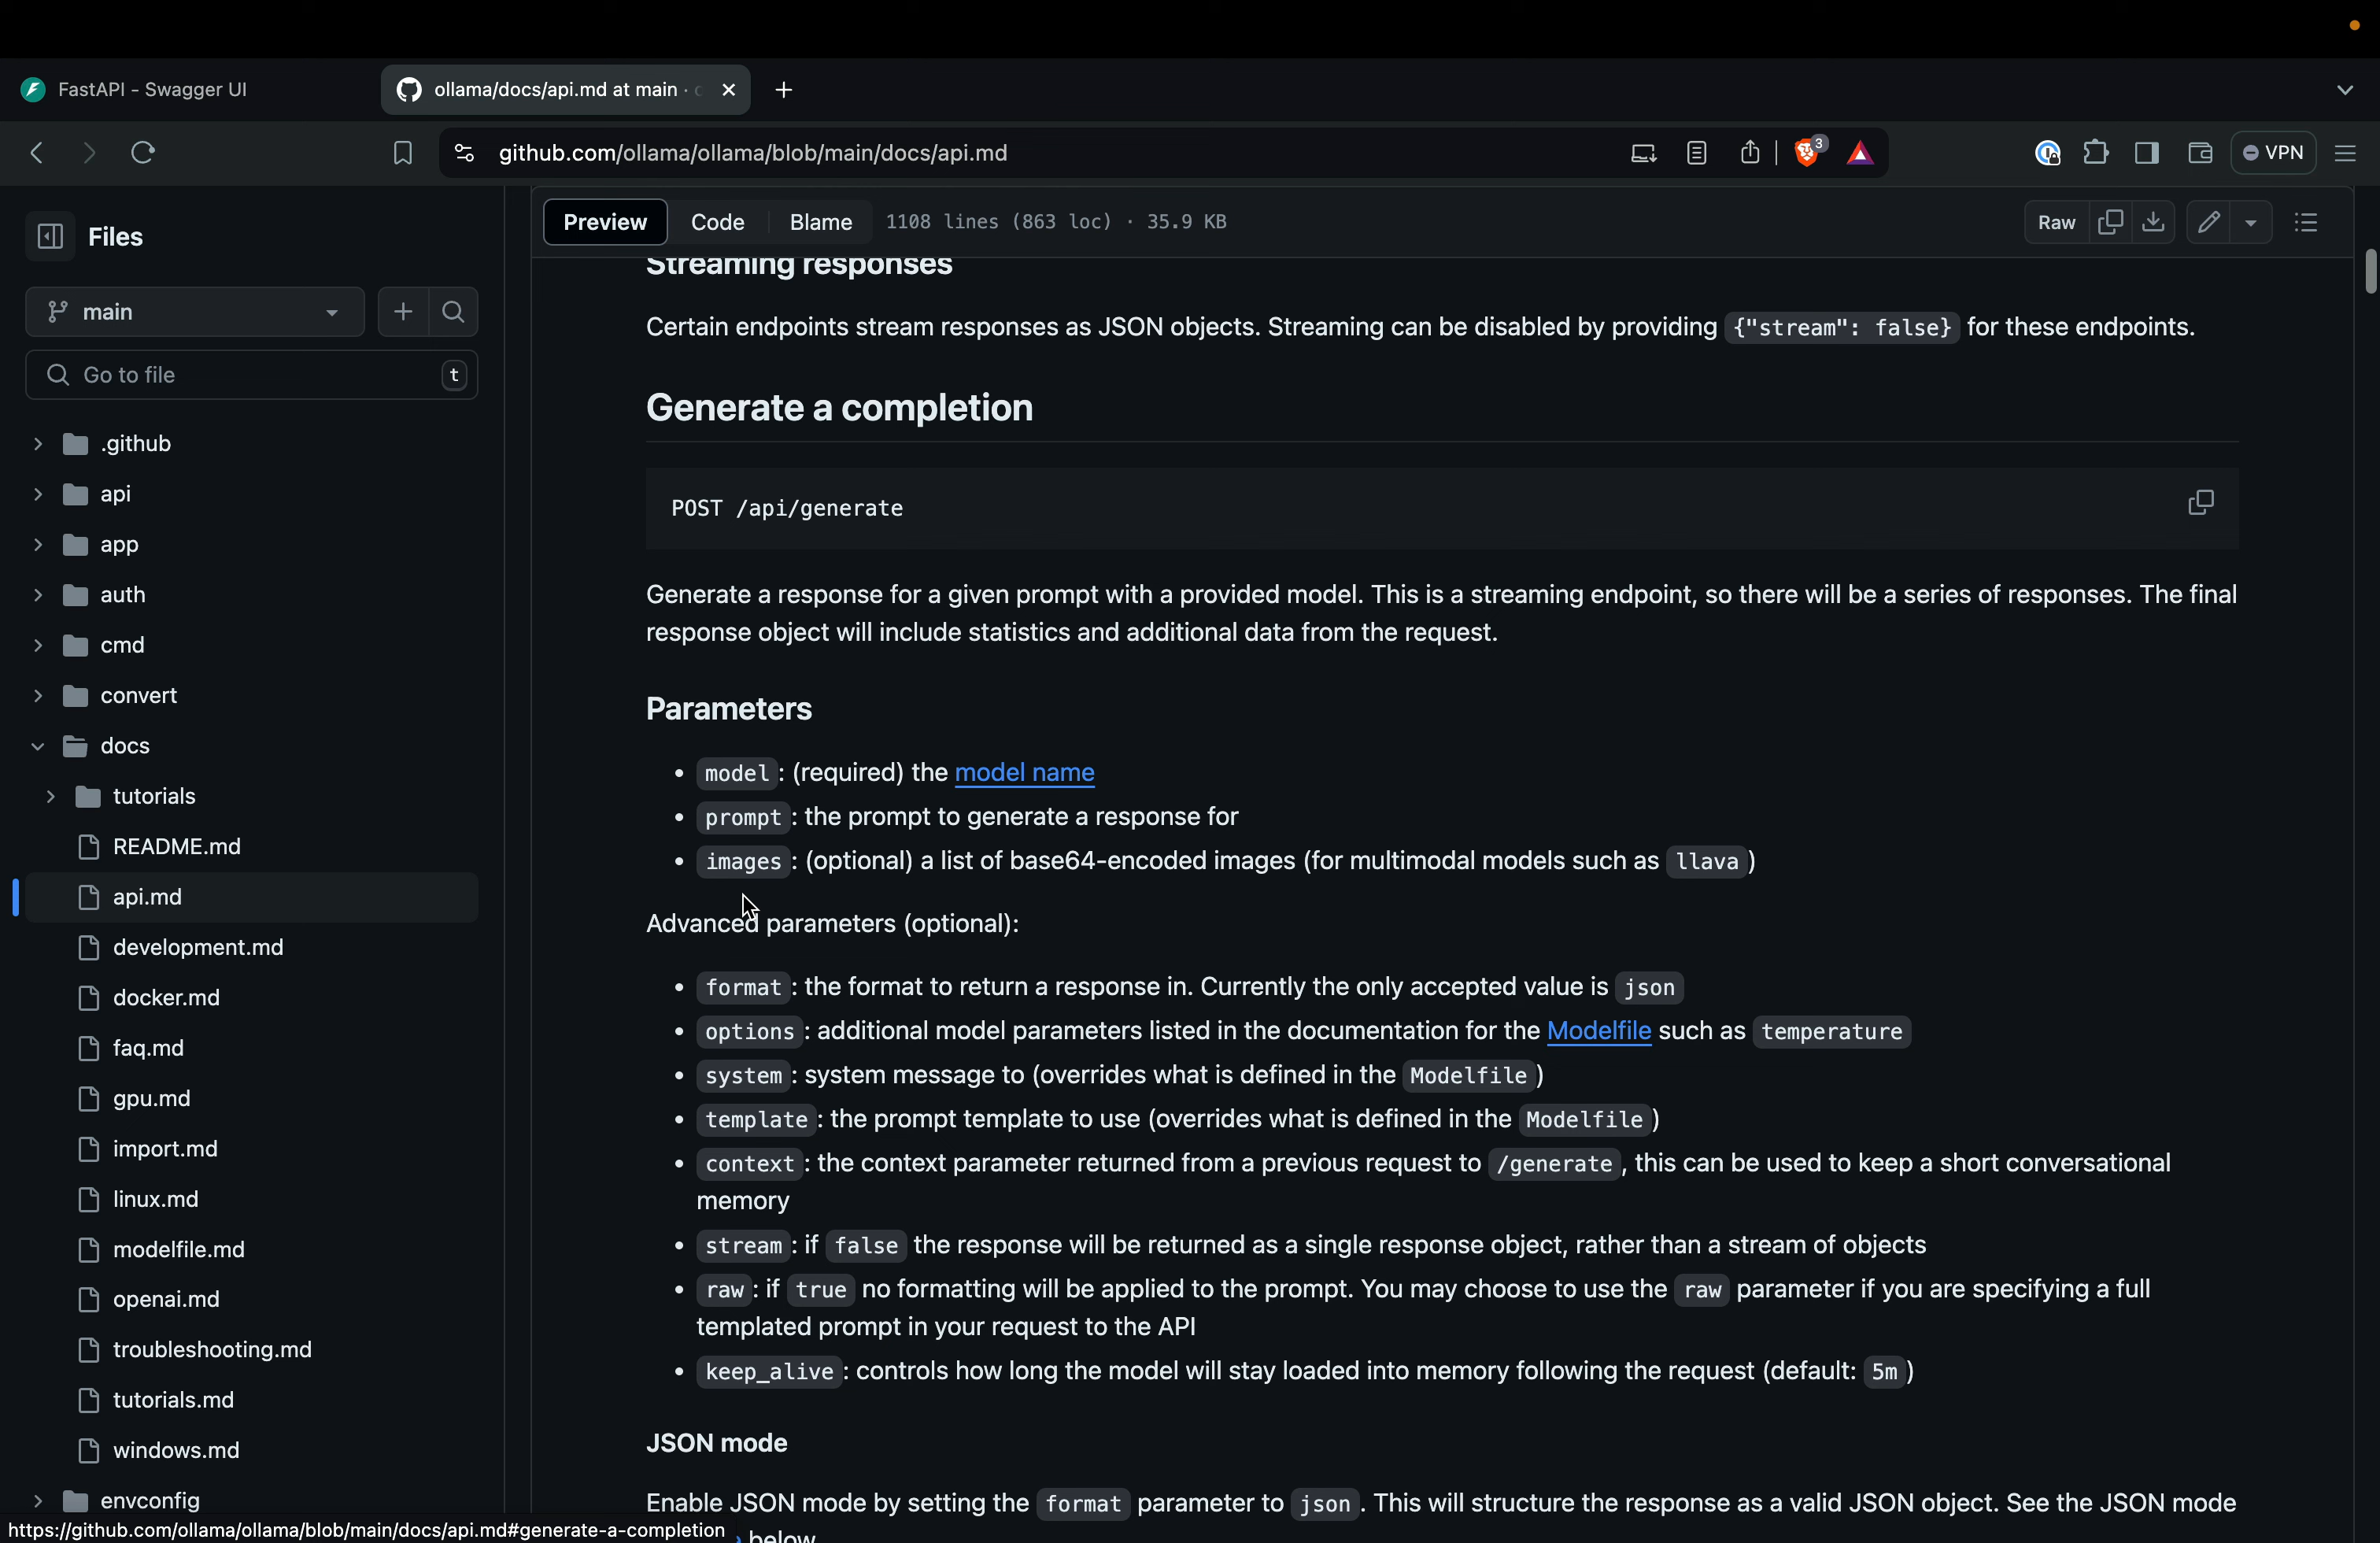 FastAPI - Swagger UI
ollama/docs/api.md at main ·
github.com/ollama/ollama/blob/main/docs/api.md
3
VPN
Files
main
Go to file
t
.github
api
app
auth
cmd
convert
docs
tutorials
README.md
api.md
development.md
docker.md
faq.md
gpu.md
import.md
linux.md
modelfile.md
openai.md
troubleshooting.md
tutorials.md
windows.md
envconfig
https://github.com/ollama/ollama/blob/main/docs/api.md#generate-a-completion
Preview
Code
Blame
1108 lines (863 loc) · 35.9 KB
Raw
Streaming responses
Certain endpoints stream responses as JSON objects. Streaming can be disabled by providing {"stream": false} for these endpoints.
Generate a completion
POST /api/generate
Generate a response for a given prompt with a provided model. This is a streaming endpoint, so there will be a series of responses. The final
response object will include statistics and additional data from the request.
Parameters
• model: (required) the model name
• prompt: the prompt to generate a response for
• images: (optional) a list of base64-encoded images (for multimodal models such as llava)
Advanced parameters (optional):
• format: the format to return a response in. Currently the only accepted value is json
• options: additional model parameters listed in the documentation for the Modelfile such as temperature
• system: system message to (overrides what is defined in the Modelfile)
• template: the prompt template to use (overrides what is defined in the Modelfile)
• context: the context parameter returned from a previous request to /generate, this can be used to keep a short conversational
memory
• stream: if false the response will be returned as a single response object, rather than a stream of objects
• raw: if true no formatting will be applied to the prompt. You may choose to use the raw parameter if you are specifying a full
templated prompt in your request to the API
• keep_alive: controls how long the model will stay loaded into memory following the request (default: 5m)
JSON mode
Enable JSON mode by setting the format parameter to json. This will structure the response as a valid JSON object. See the JSON mode
below